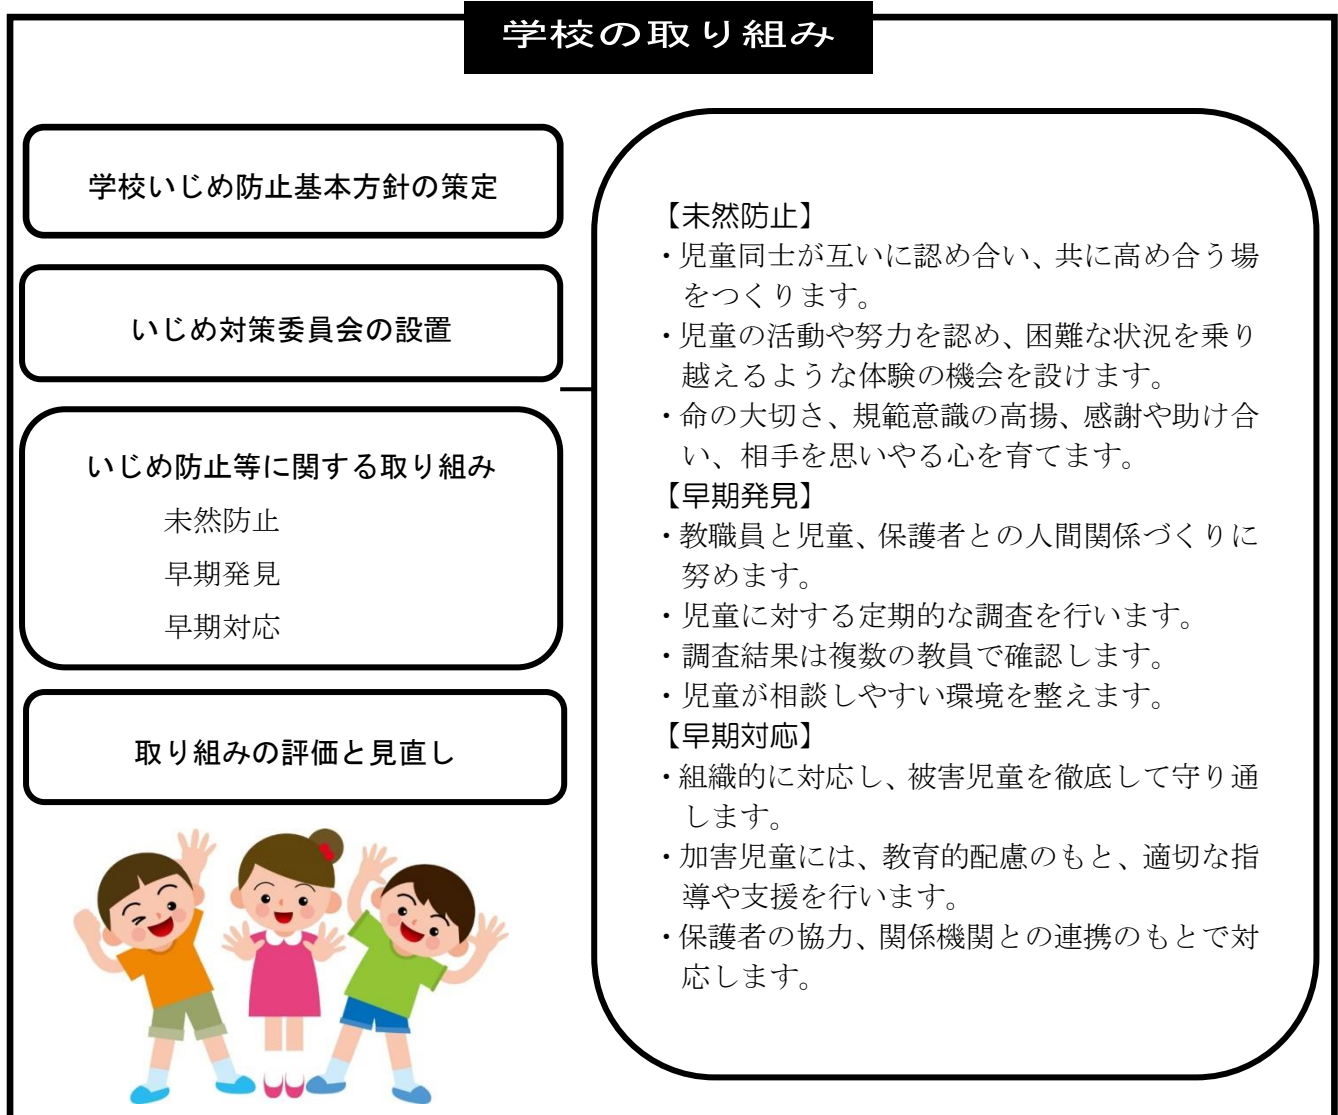 学校の取り組み
学校いじめ防止基本方針の策定
いじめ対策委員会の設置
いじめ防止等に関する取り組み
未然防止
早期発見
早期対応
取り組みの評価と見直し
【未然防止】
・児童同士が互いに認め合い、共に高め合う場
をつくります。
・児童の活動や努力を認め、困難な状況を乗り
越えるような体験の機会を設けます。
・命の大切さ、規範意識の高揚、感謝や助け合
い、相手を思いやる心を育てます。
【早期発見】
・教職員と児童、保護者との人間関係づくりに
努めます。
・児童に対する定期的な調査を行います。
・調査結果は複数の教員で確認します。
・児童が相談しやすい環境を整えます。
【早期対応】
・組織的に対応し、被害児童を徹底して守り通
します。
・加害児童には、教育的配慮のもと、適切な指
導や支援を行います。
・保護者の協力、関係機関との連携のもとで対
応します。